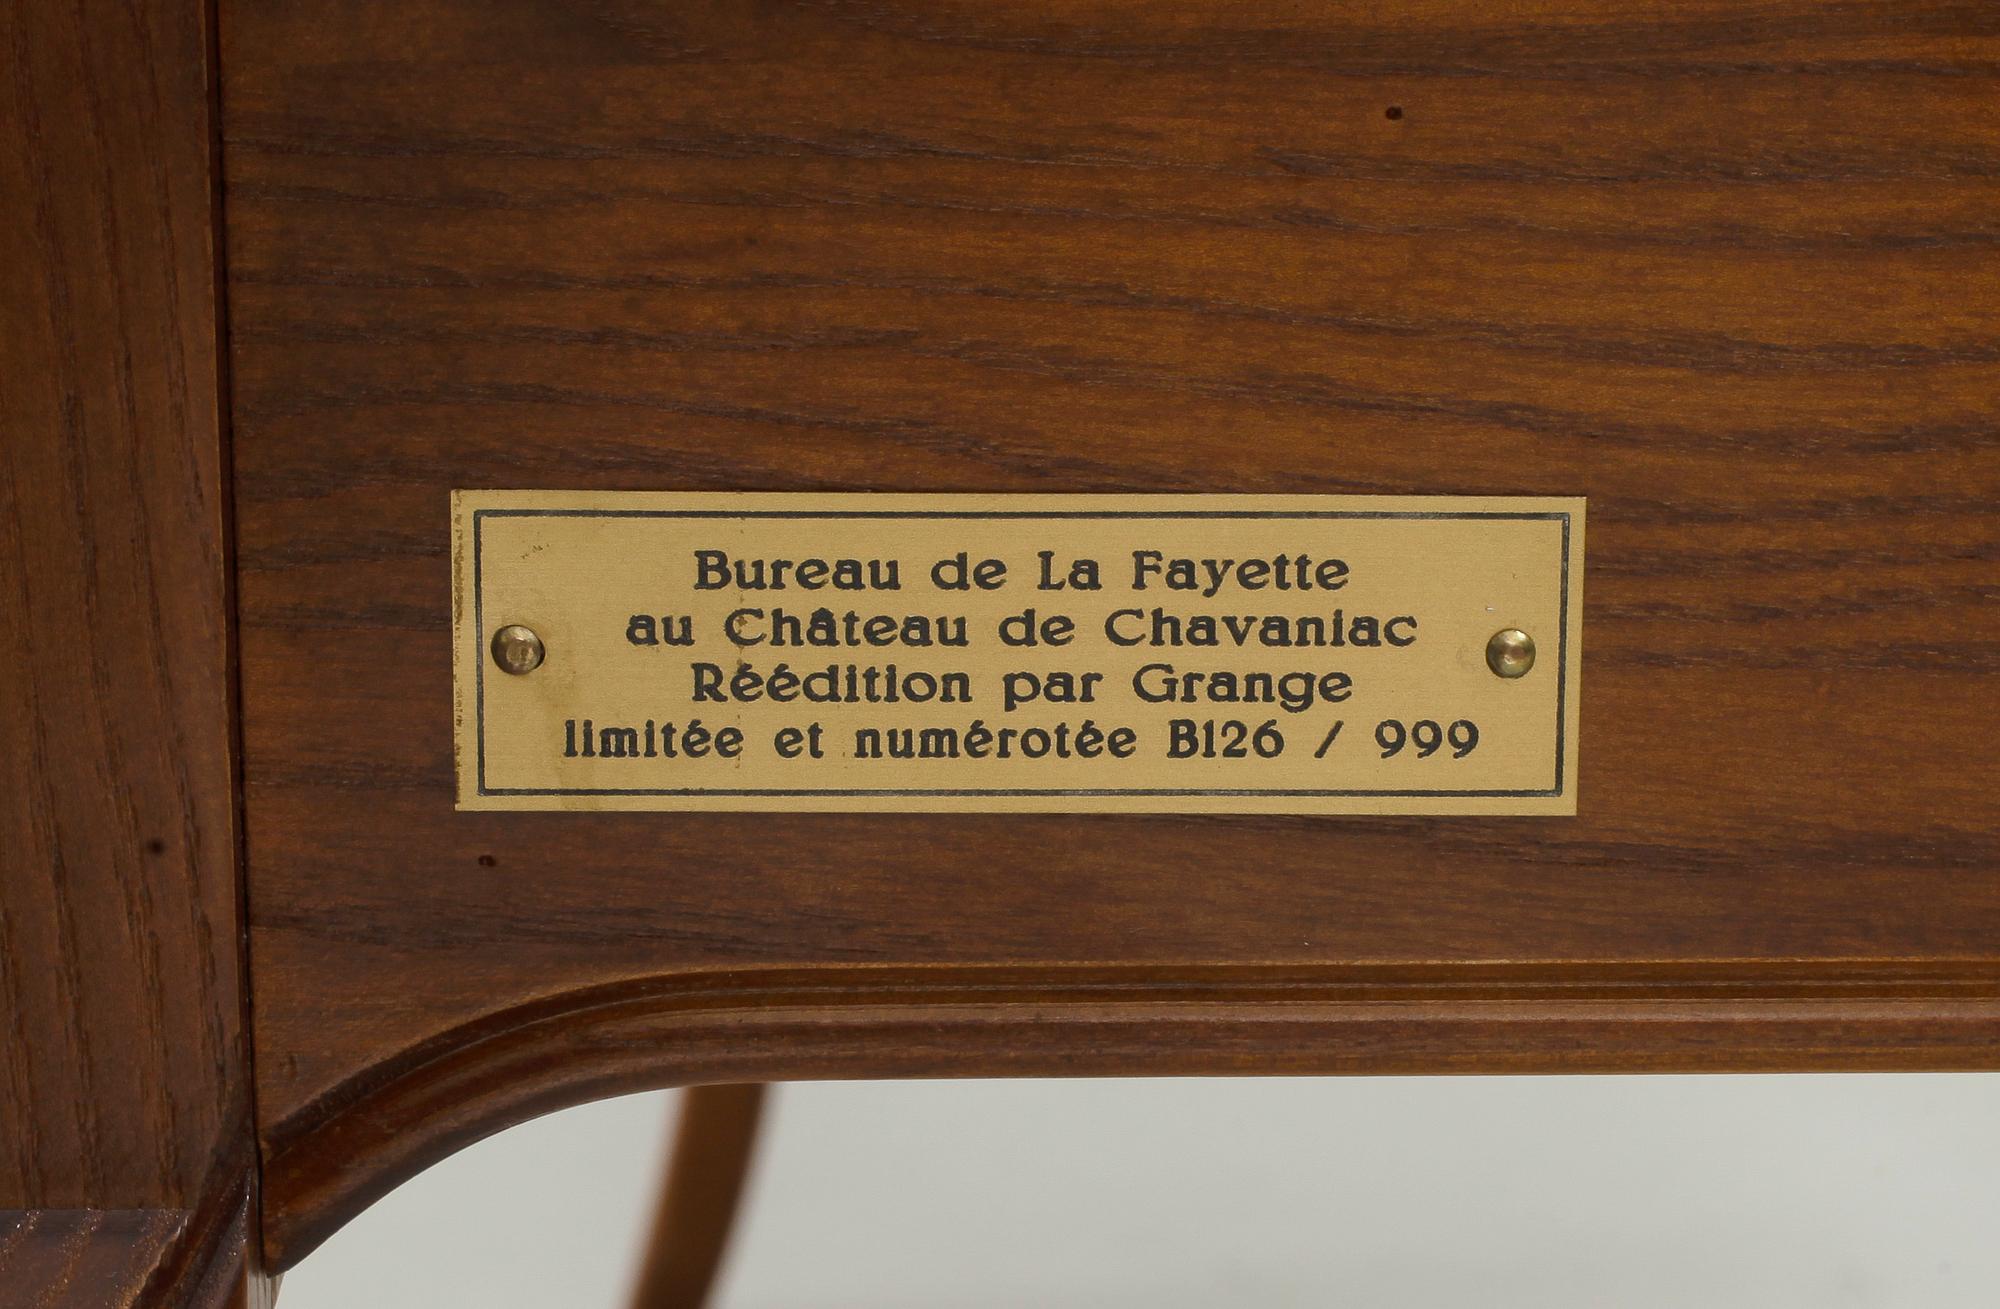 Bureau de La Fayette
au Château de Chavaniac
Réédition par Grange
limitée et numérotée B126 / 999